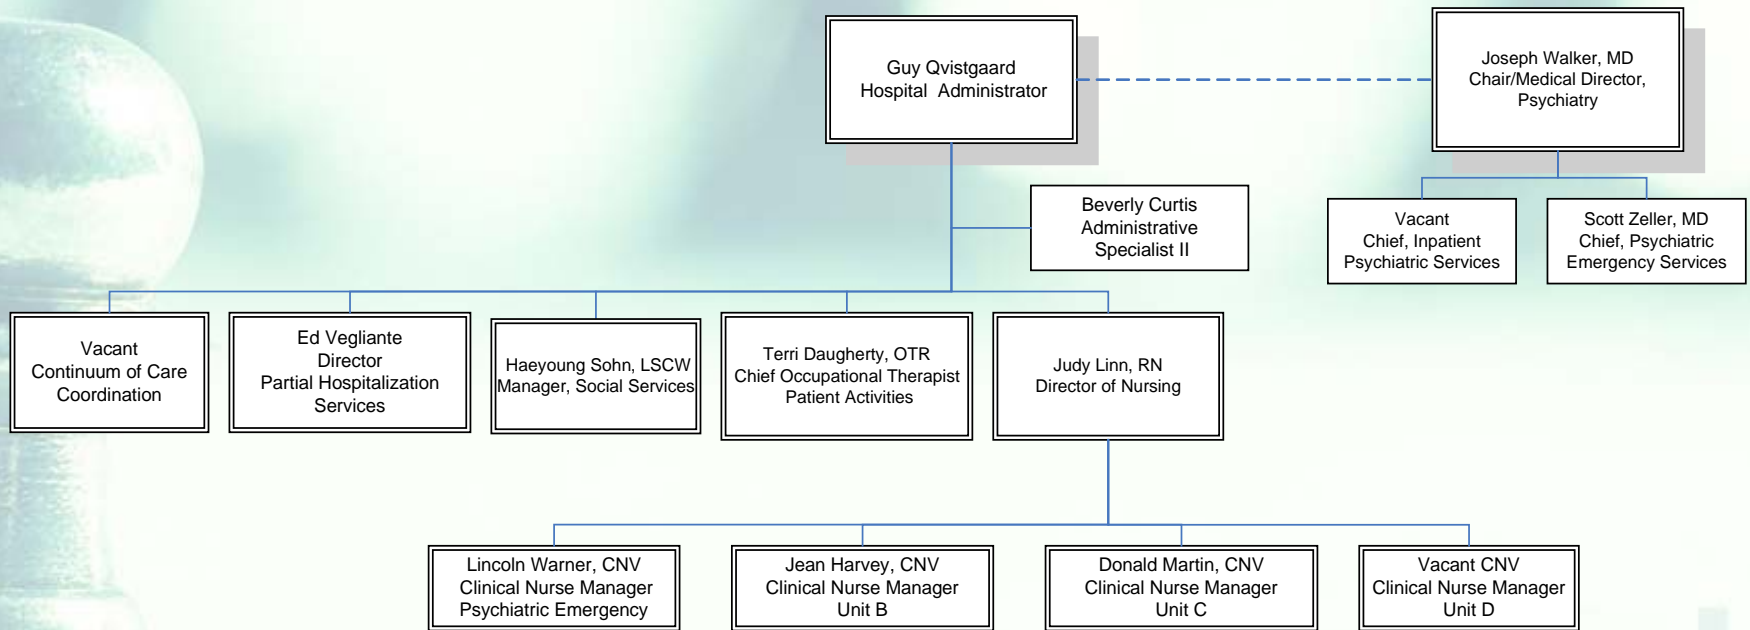 Guy Qvistgaard
Hospital Administrator
Joseph Walker, MD
Chair/Medical Director,
Psychiatry
Beverly Curtis
Administrative
Specialist II
Vacant
Chief, Inpatient
Psychiatric Services
Scott Zeller, MD
Chief, Psychiatric
Emergency Services
Vacant
Continuum of Care
Coordination
Ed Vegliante
Director
Partial Hospitalization
Services
Haeyoung Sohn, LSCW
Manager, Social Services
Terri Daugherty, OTR
Chief Occupational Therapist
Patient Activities
Judy Linn, RN
Director of Nursing
Lincoln Warner, CNV
Clinical Nurse Manager
Psychiatric Emergency
Jean Harvey, CNV
Clinical Nurse Manager
Unit B
Donald Martin, CNV
Clinical Nurse Manager
Unit C
Vacant CNV
Clinical Nurse Manager
Unit D